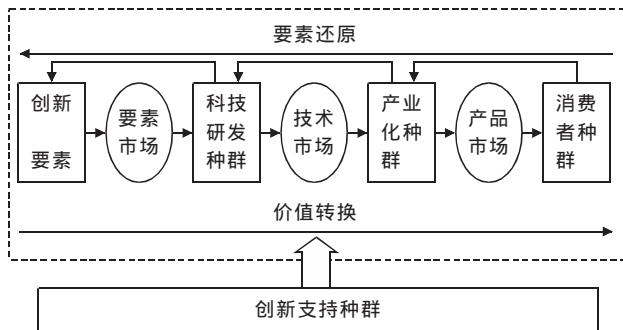 要素还原
创新
要素
要素
市场
科技
研发
种群
技术
市场
产业
化种
群
产品
市场
消费
者种
群
价值转换
创新支持种群